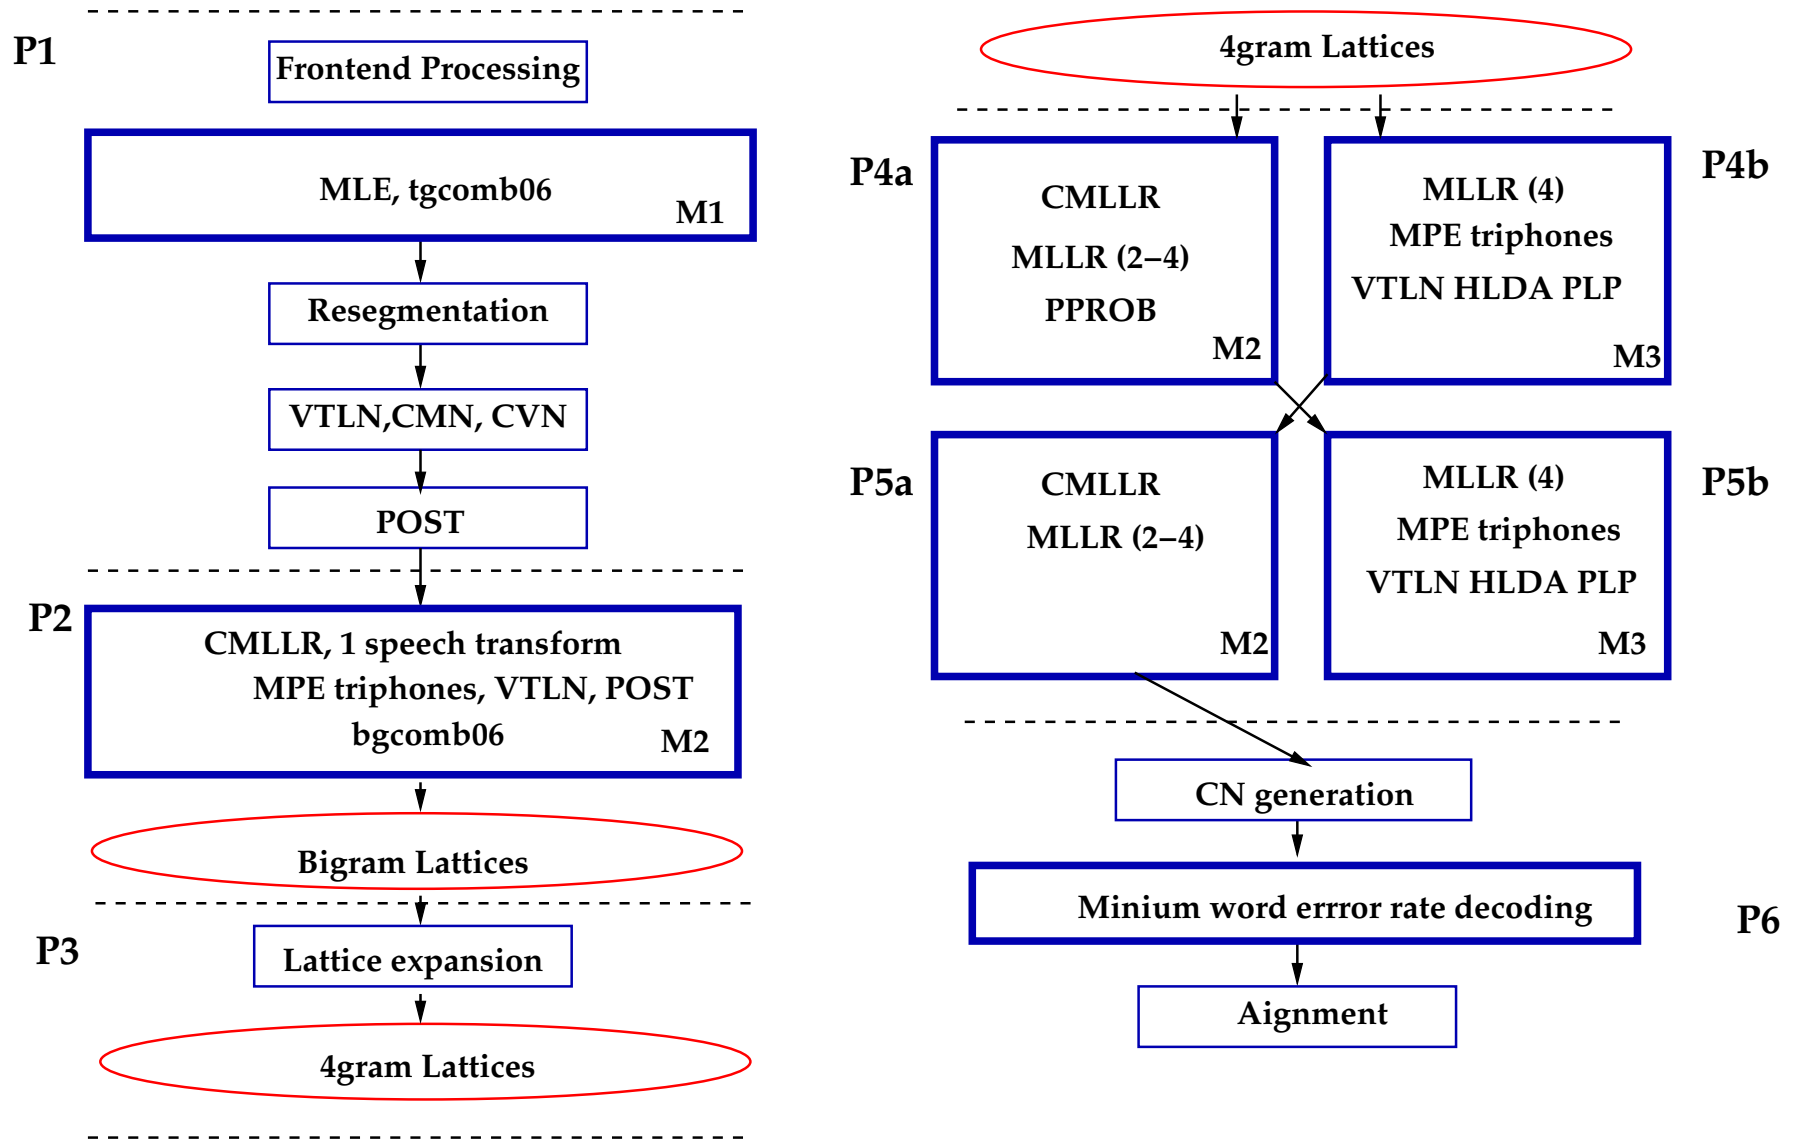 P1
Frontend Processing
MLE, tgcomb06
M1
Resegmentation
VTLN,CMN, CVN
POST
P2
CMLLR, 1 speech transform
MPE triphones, VTLN, POST
bgcomb06
M2
Bigram Lattices
P3
Lattice expansion
4gram Lattices
4gram Lattices
P4a
CMLLR
MLLR (2–4)
PPROB
M2
P4b
MLLR (4)
MPE triphones
VTLN HLDA PLP
M3
P5a
CMLLR
MLLR (2–4)
M2
P5b
MLLR (4)
MPE triphones
VTLN HLDA PLP
M3
CN generation
Minium word errror rate decoding
P6
Aignment